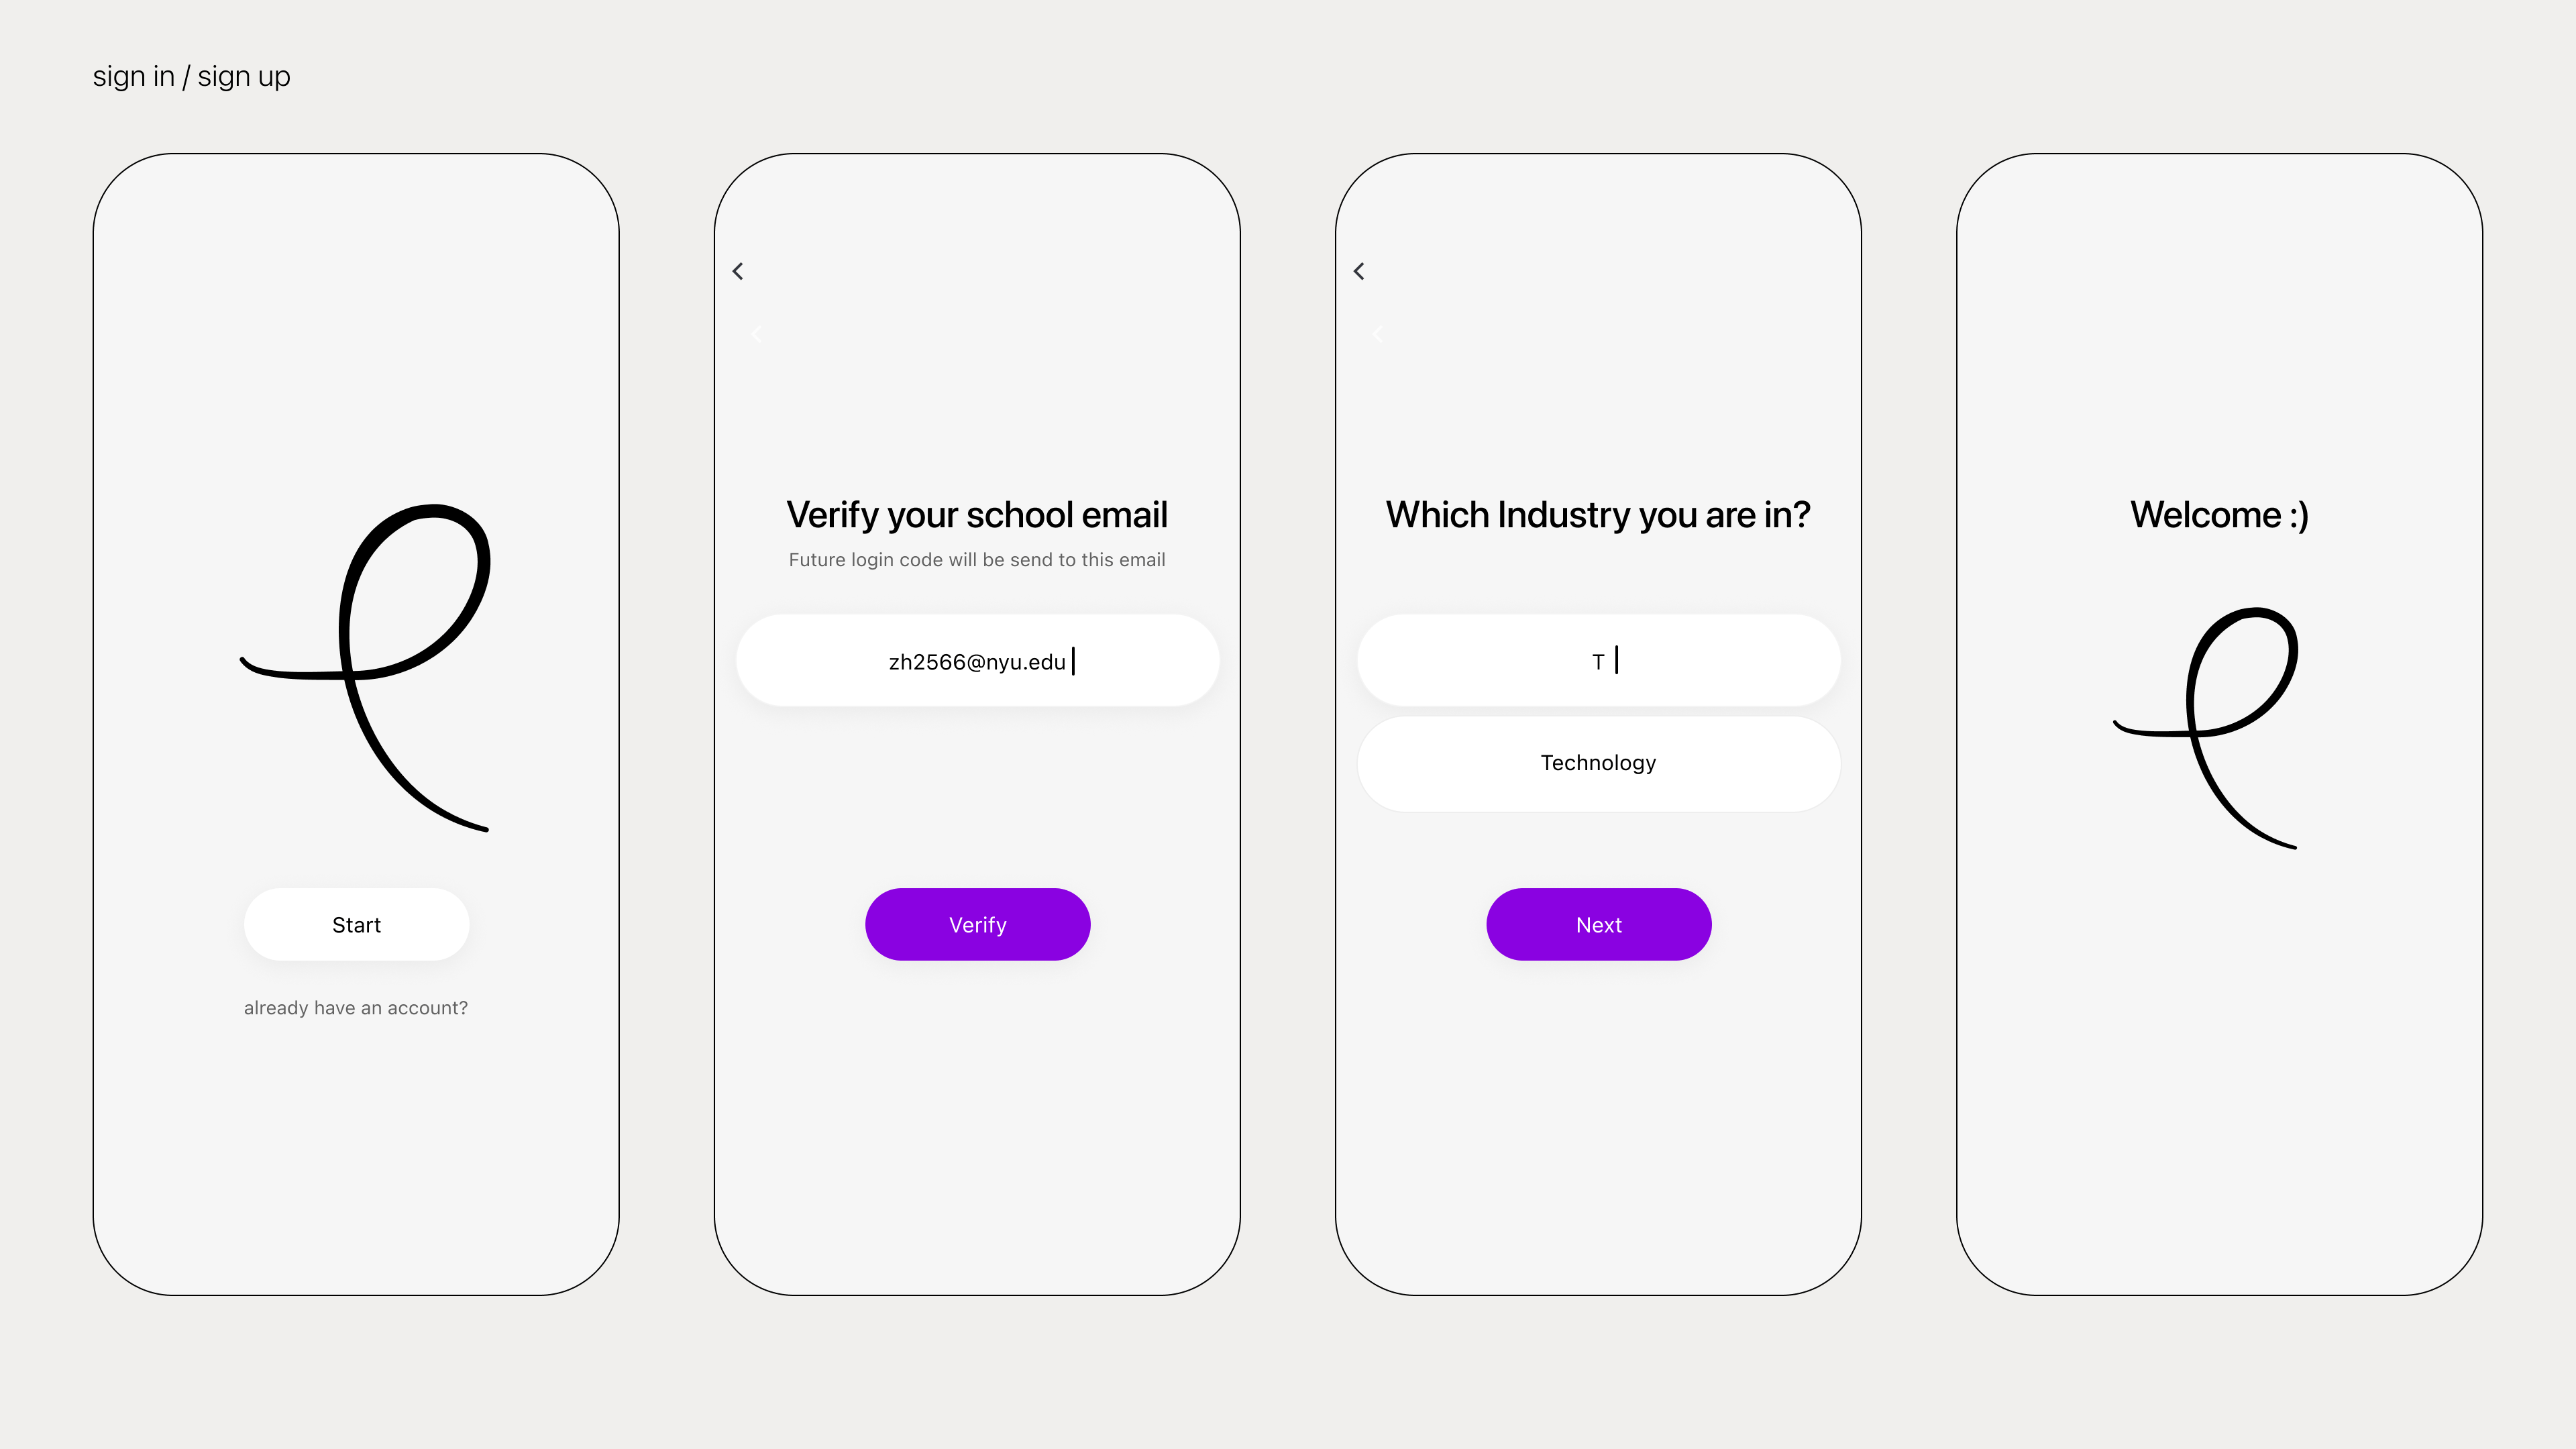 sign in / sign up
Start
already have an account?
Verify your school email
Future login code will be send to this email
zh2566@nyu.edu
Verify
Which Industry you are in?
T
Technology
Next
Welcome :)